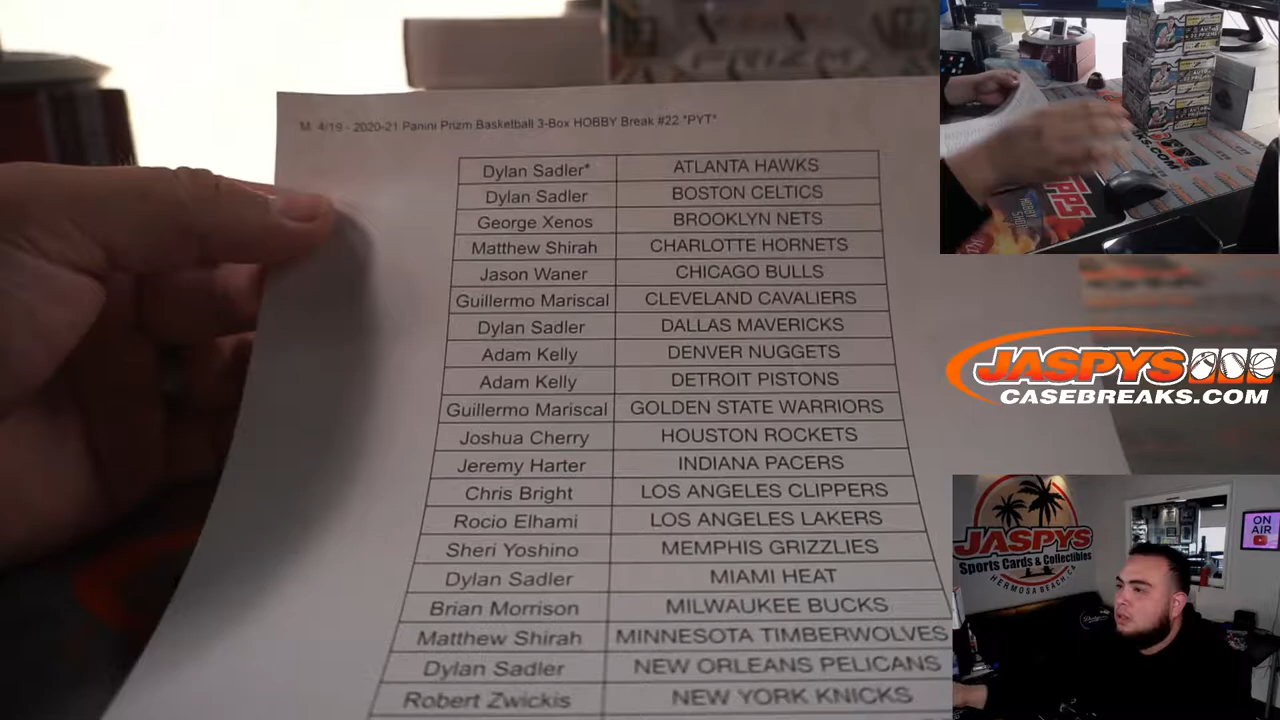 M. 4/19 - 2020-21 Panini Prizm Basketball 3-Box HOBBY Break #22 *PYT*
Dylan Sadler* ATLANTA HAWKS
Dylan Sadler BOSTON CELTICS
George Xenos BROOKLYN NETS
Matthew Shirah CHARLOTTE HORNETS
Jason Waner CHICAGO BULLS
Guillermo Mariscal CLEVELAND CAVALIERS
Dylan Sadler DALLAS MAVERICKS
Adam Kelly DENVER NUGGETS
Adam Kelly DETROIT PISTONS
Guillermo Mariscal GOLDEN STATE WARRIORS
Joshua Cherry HOUSTON ROCKETS
Jeremy Harter INDIANA PACERS
Chris Bright LOS ANGELES CLIPPERS
Rocio Elhami LOS ANGELES LAKERS
Sheri Yoshino MEMPHIS GRIZZLIES
Dylan Sadler MIAMI HEAT
Brian Morrison MILWAUKEE BUCKS
Matthew Shirah MINNESOTA TIMBERWOLVES
Dylan Sadler NEW ORLEANS PELICANS
Robert Zwickis NEW YORK KNICKS
PRIZM
JASPYS
CASEBREAKS.COM
JASPYS
Sports Cards & Collectibles
HERMOSA BEACH, CA
ON
AIR